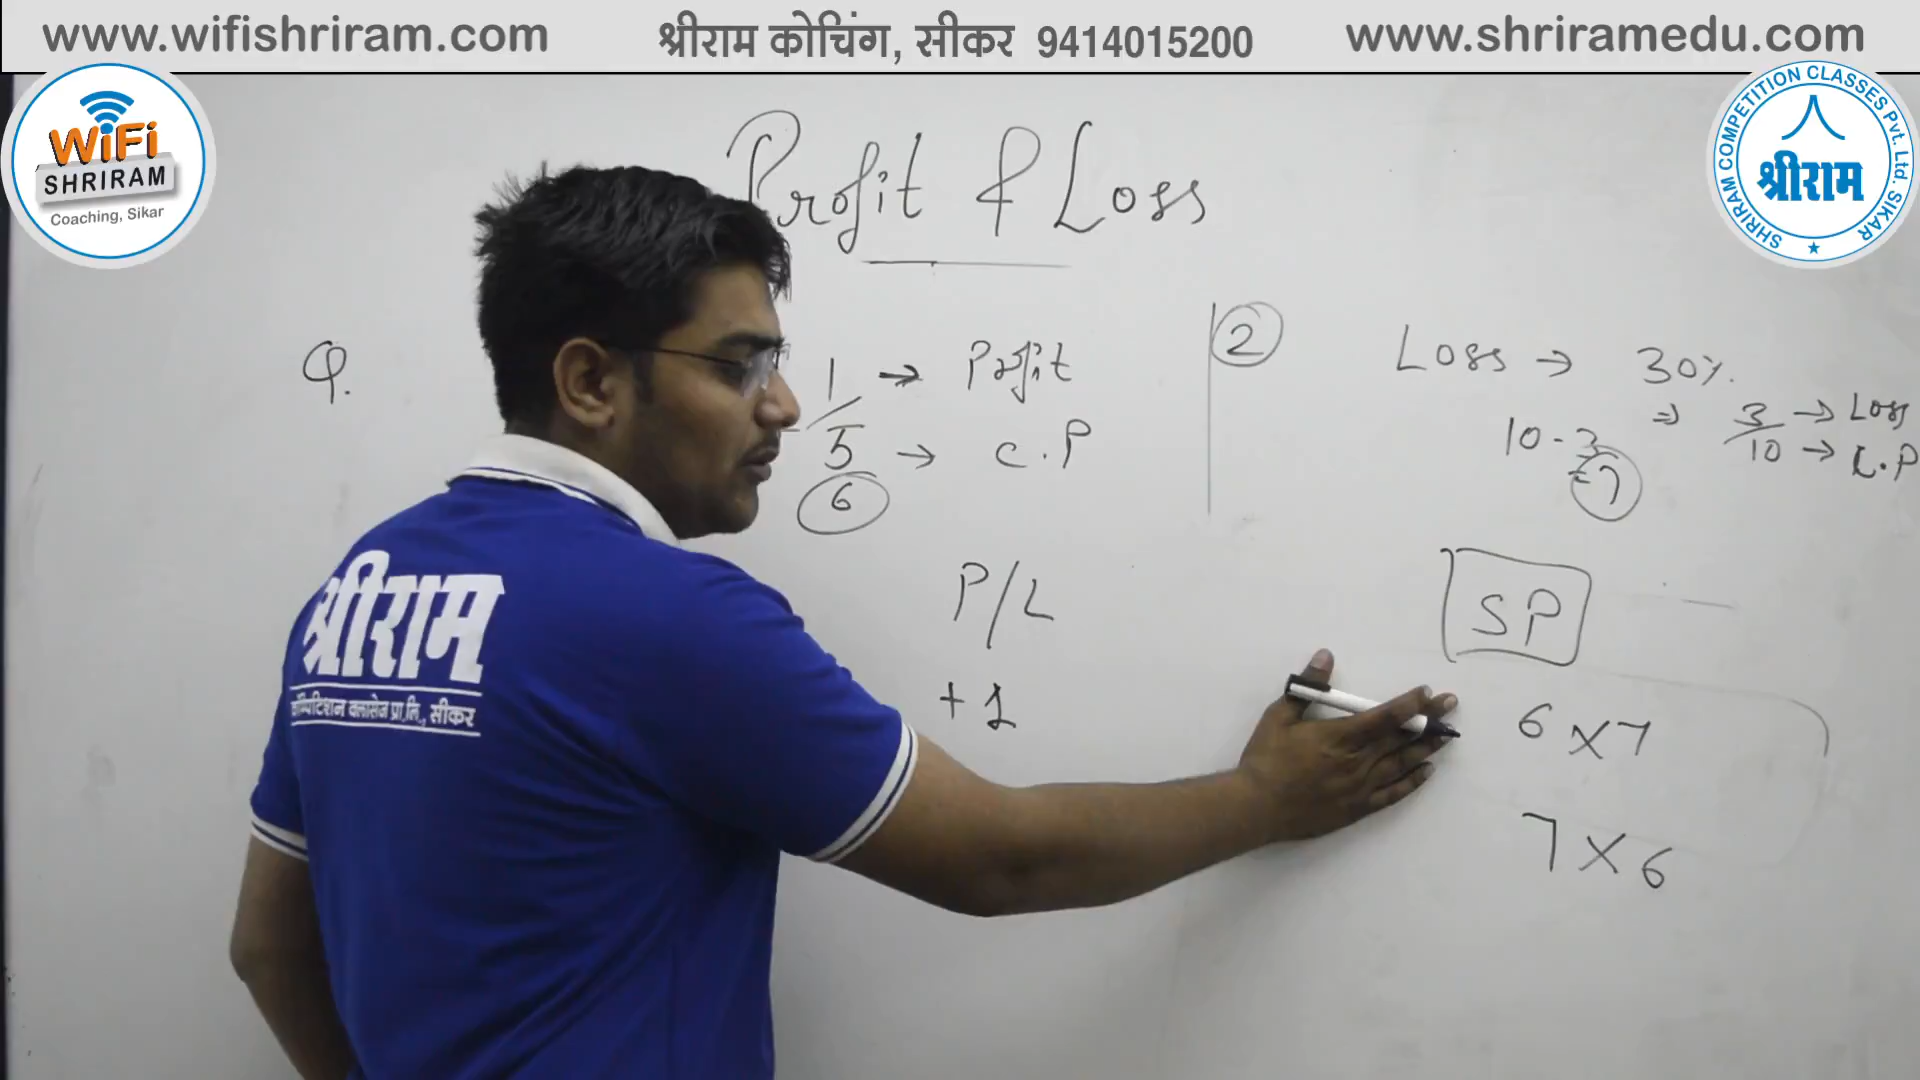 www.wifishriram.com श्रीराम कोचिंग, सीकर 9414015200 www.shriramedu.com
WiFi
SHRIRAM
Coaching, Sikar
SHRIRAM COMPETITION CLASSES Pvt. Ltd. SIKAR
श्रीराम
Profit & Loss
Q.
1 → Profit
5 → C.P
6
2 Loss → 30%.
⇒ 3 → Loss
10 → C.P
10 - 3
= 7
P/L
+ 1
SP
6 x 7
7 x 6
श्रीराम
कॉम्पिटिशन क्लासेज प्रा.लि., सीकर